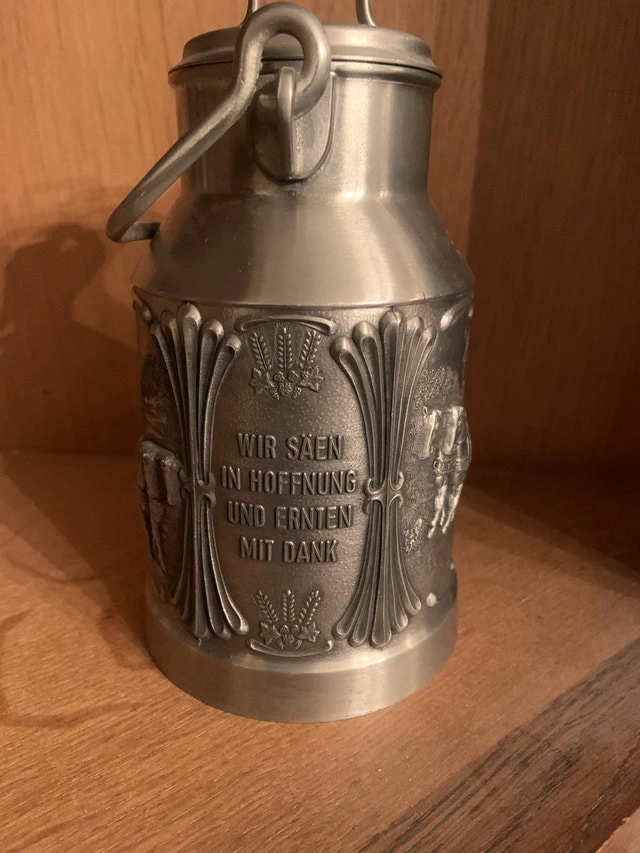 WIR SÄEN
IN HOFFNUNG
UND ERNTEN
MIT DANK